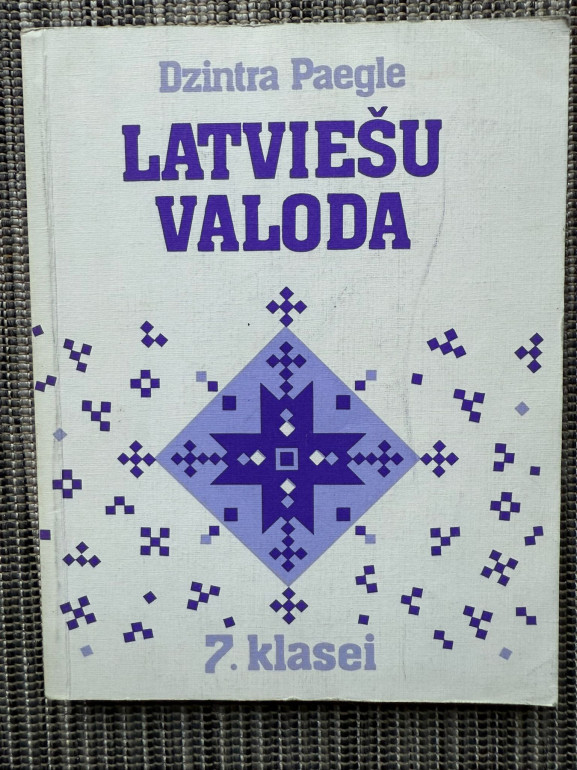 Dzintra Paegle
LATVIEŠU
VALODA
7. klasei